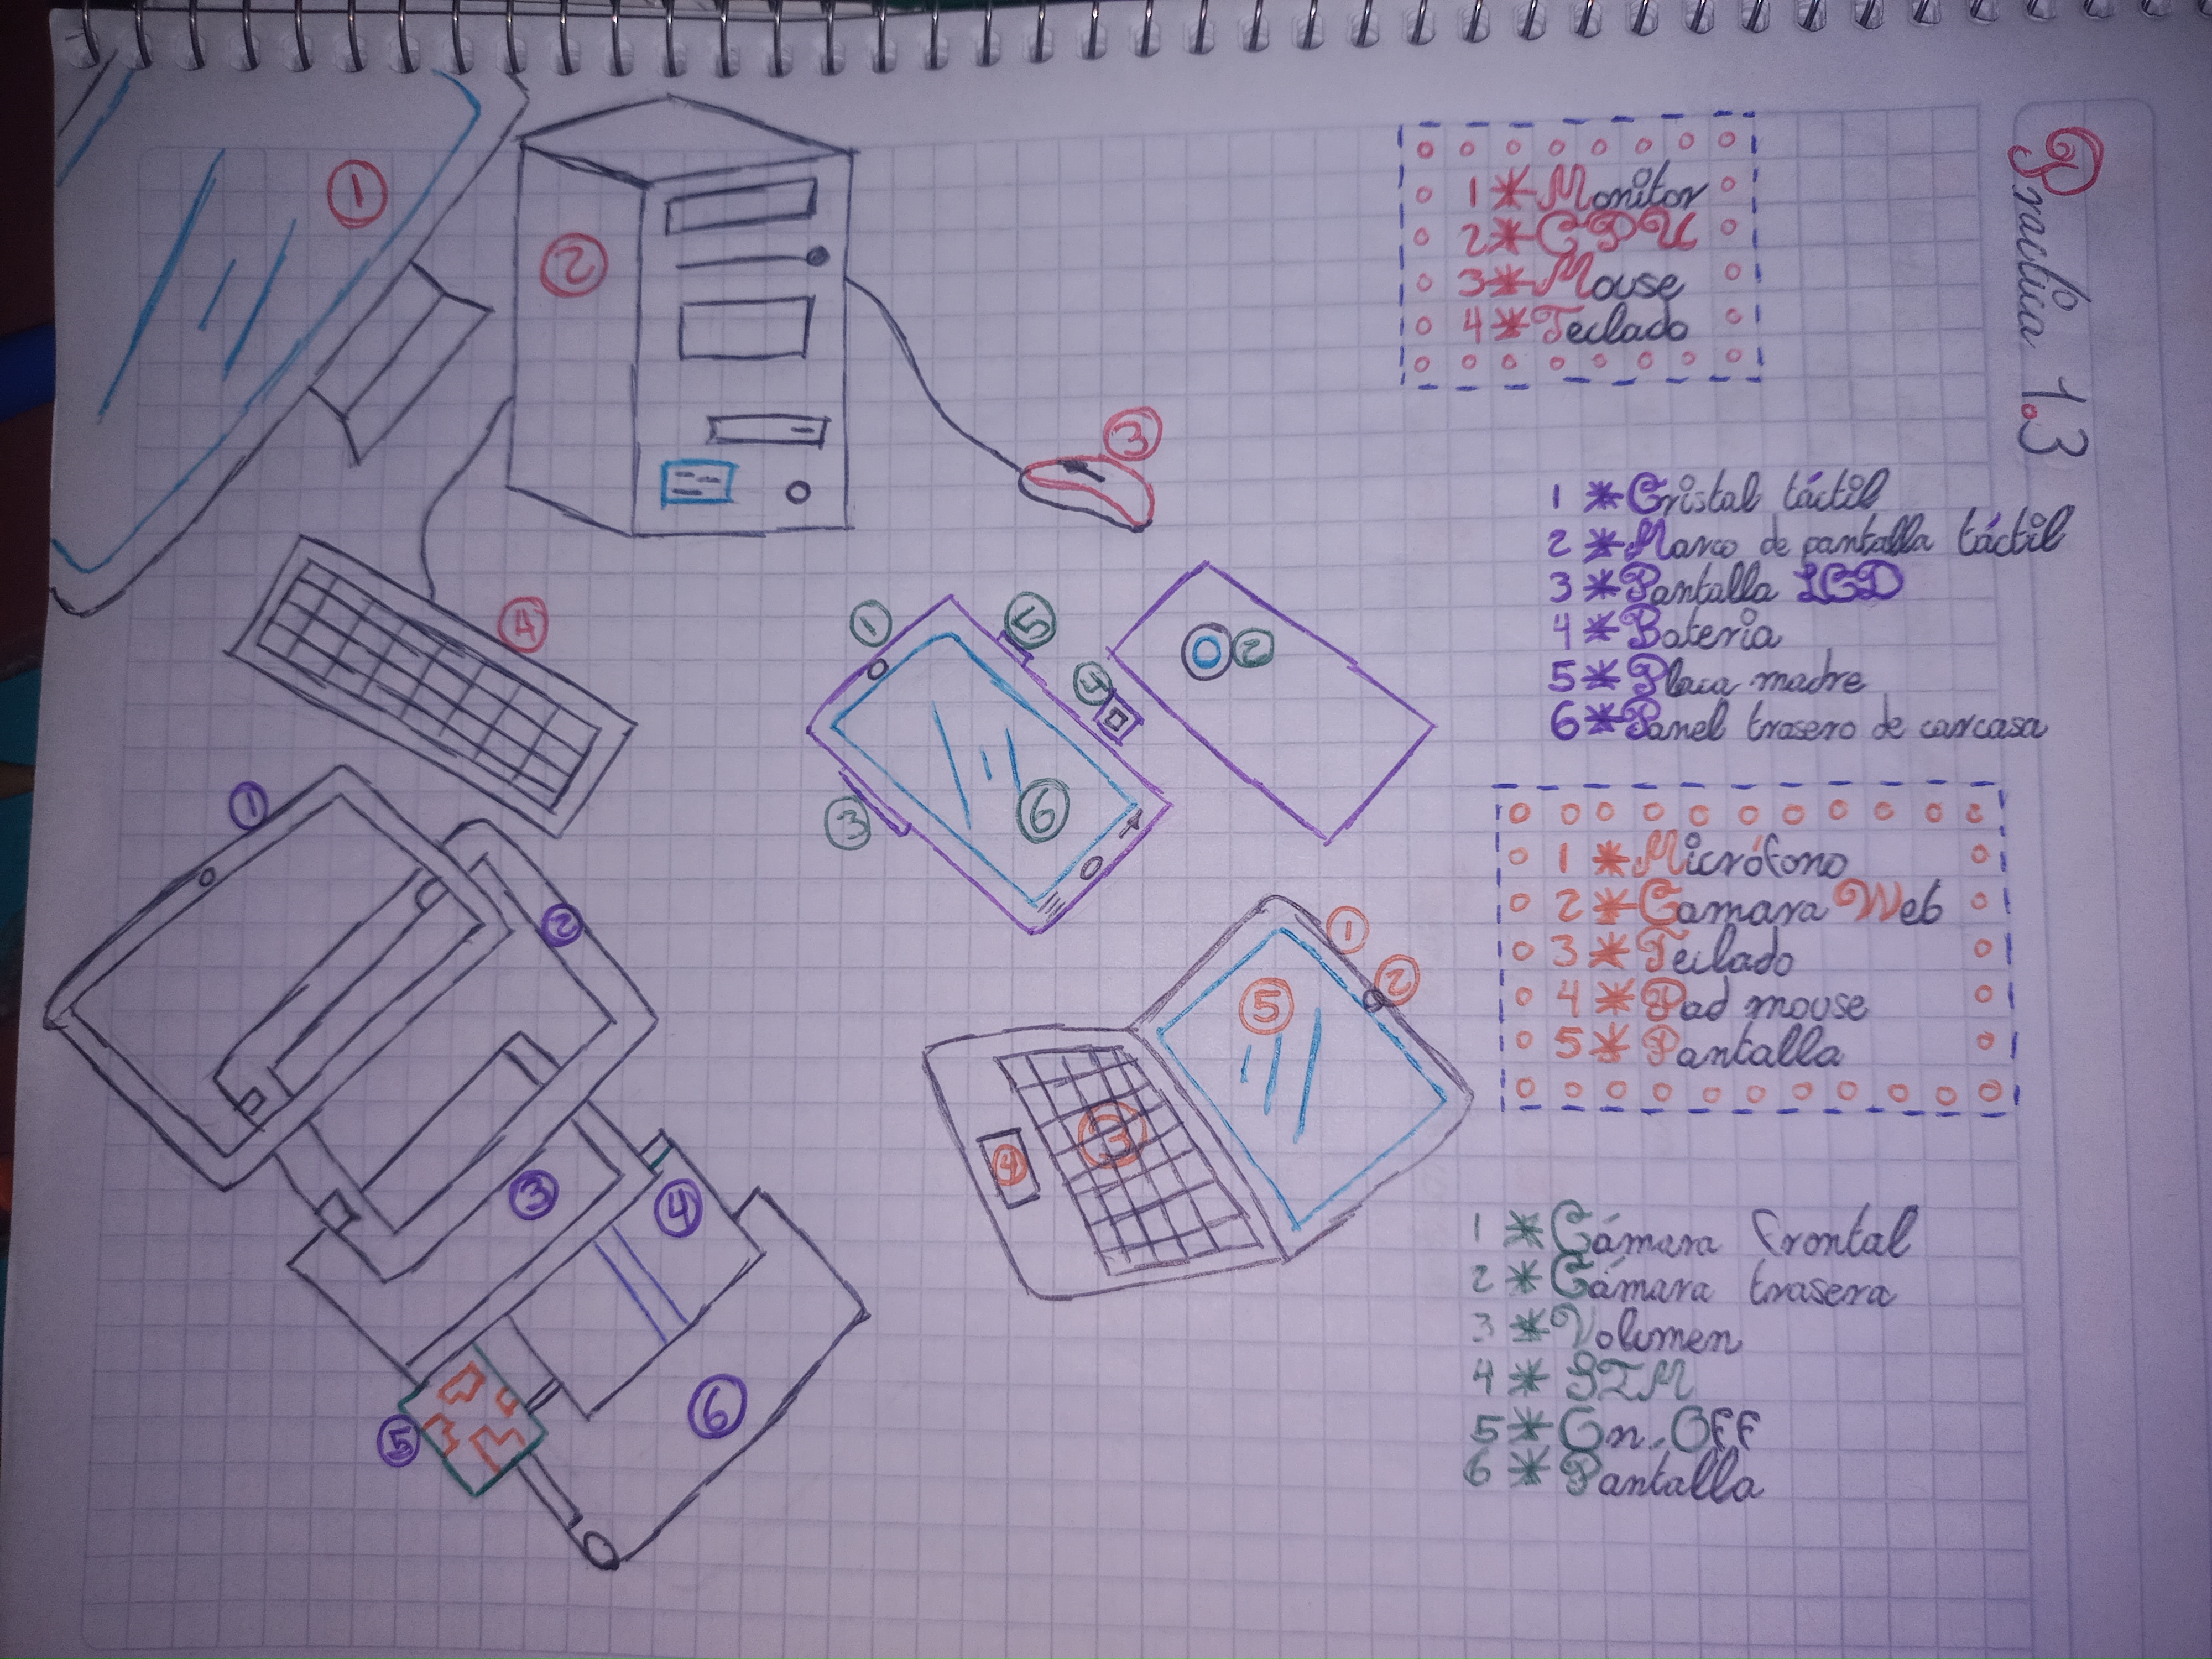 Practica 1.3
1 * Monitor
2 * CPU
3 * Mouse
4 * Teclado
1 * Cristal táctil
2 * Marco de pantalla táctil
3 * Pantalla LCD
4 * Bateria
5 * Placa madre
6 * Panel trasero de carcasa
1 * Micrófono
2 * Camara Web
3 * Teclado
4 * Pad mouse
5 * Pantalla
1 * Cámara frontal
2 * Cámara trasera
3 * Volumen
4 * SIM
5 * On. Off
6 * Pantalla
1
2
3
4
1
2
3
4
5
6
1
2
3
4
5
6
1
2
3
4
5